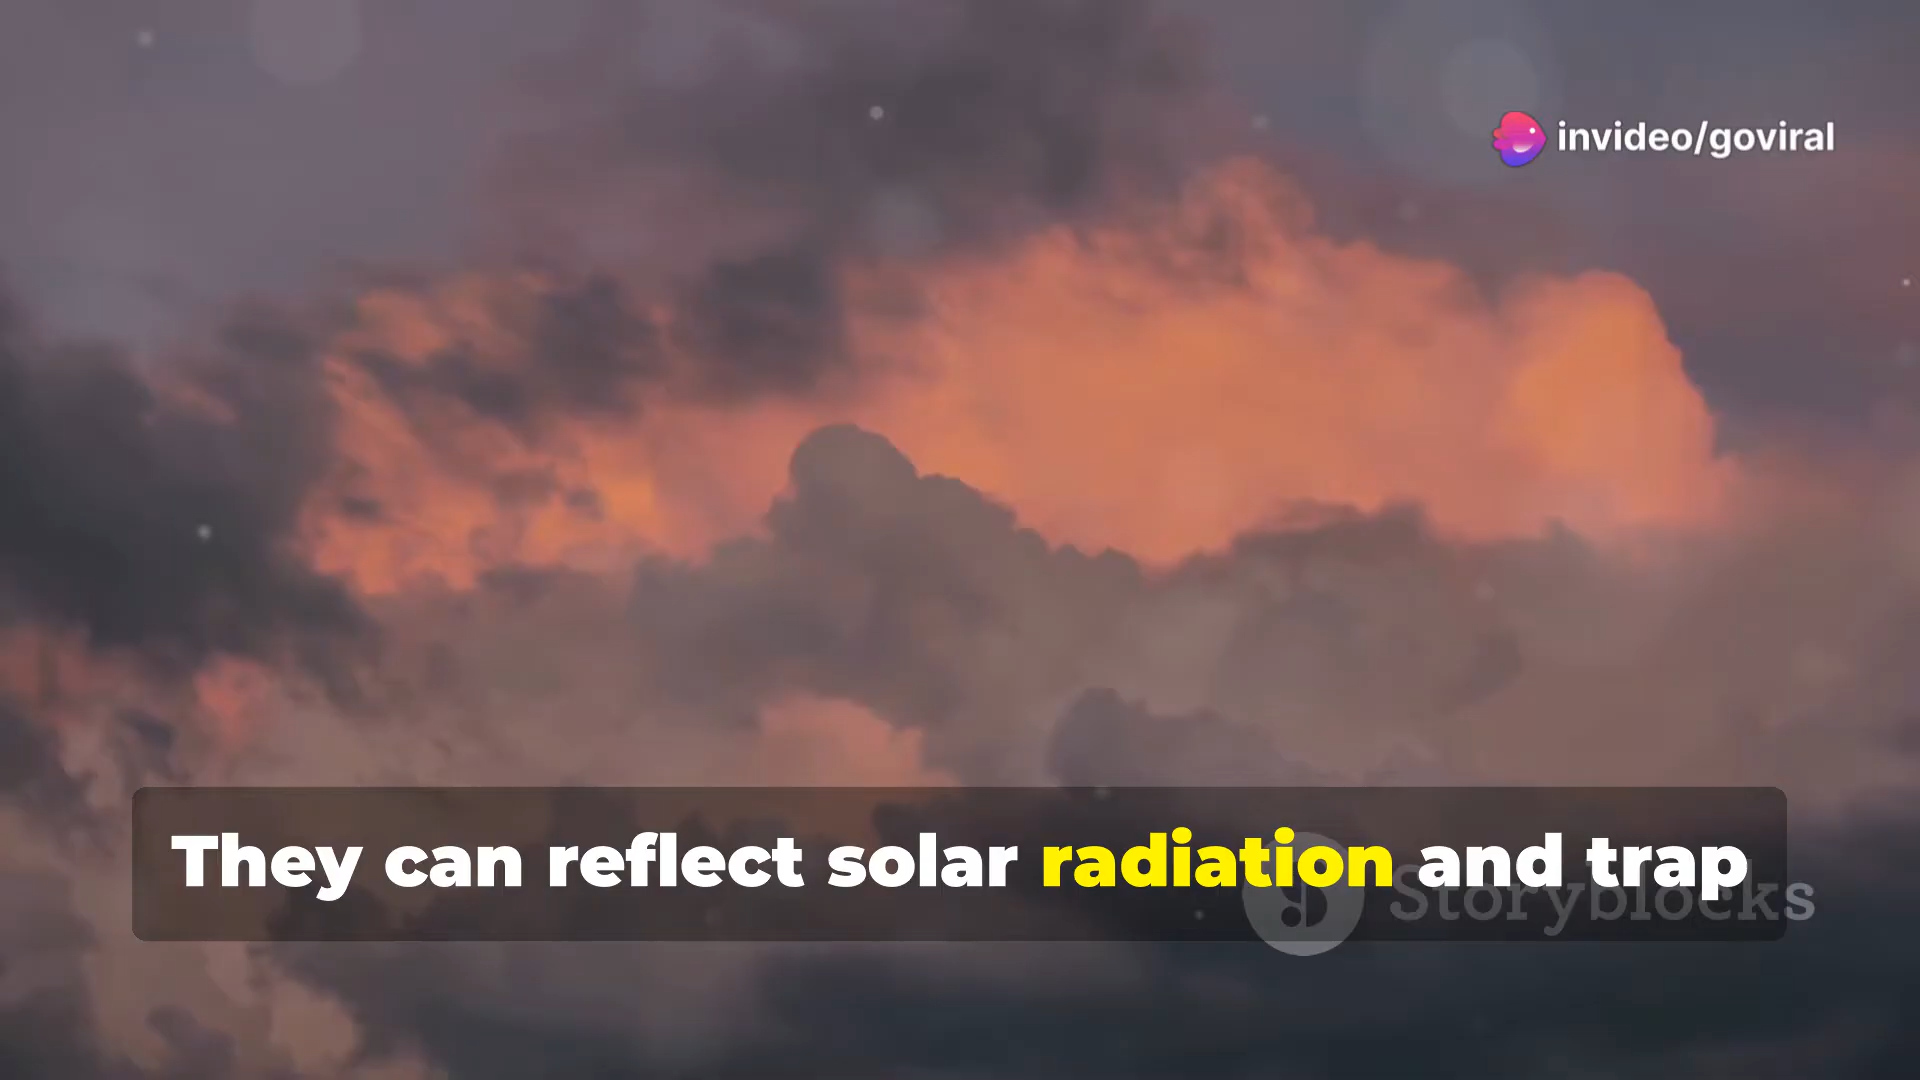 invideo/goviral
They can reflect solar radiation and trap
Storyblocks